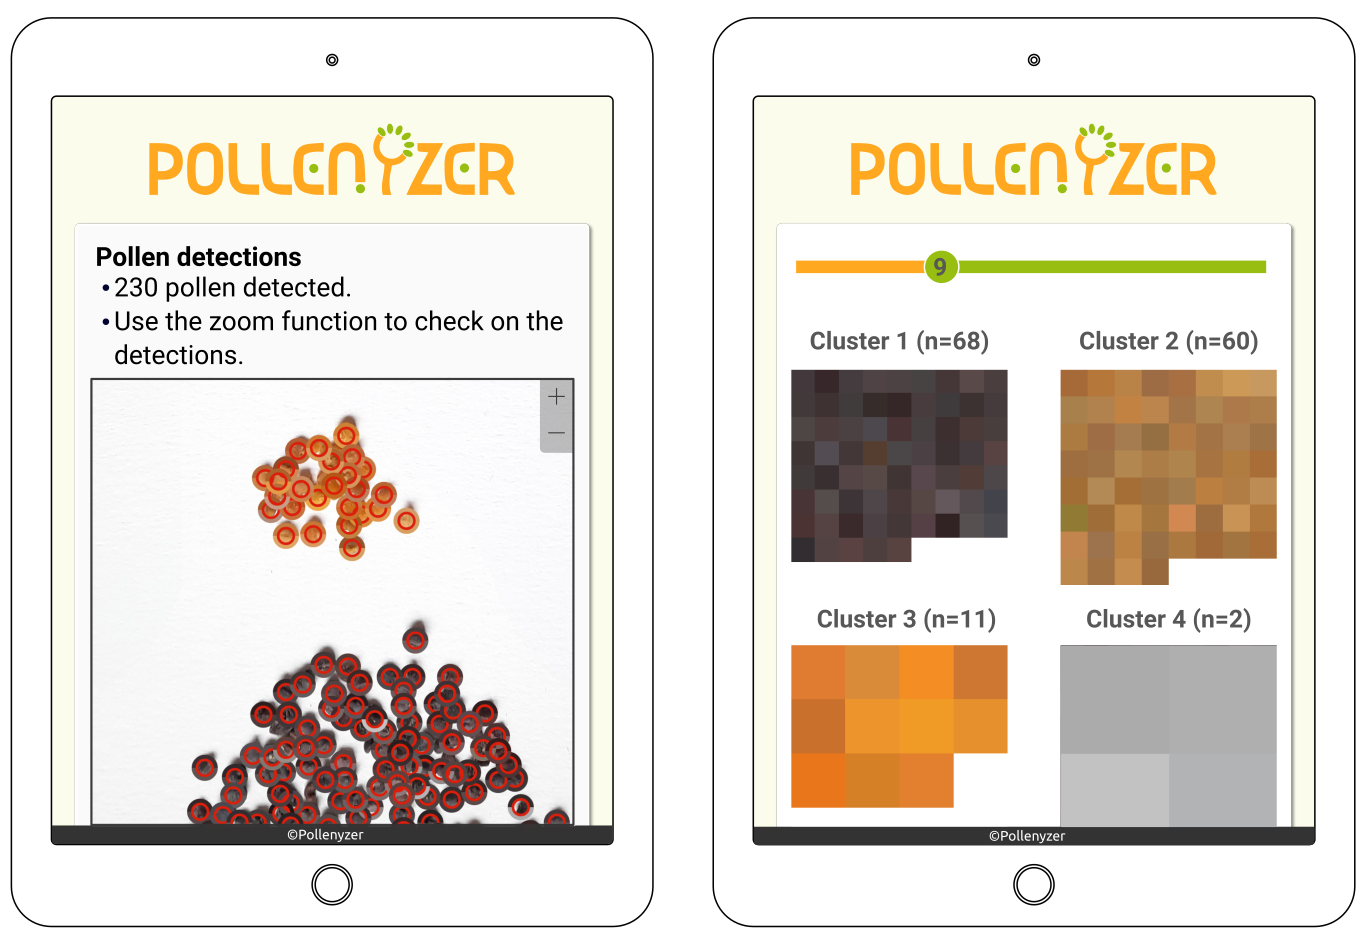 POLLENYZER
Pollen detections
• 230 pollen detected.
• Use the zoom function to check on the
detections.
+
−
©Pollenyzer
POLLENYZER
9
Cluster 1 (n=68)
Cluster 2 (n=60)
Cluster 3 (n=11)
Cluster 4 (n=2)
©Pollenyzer